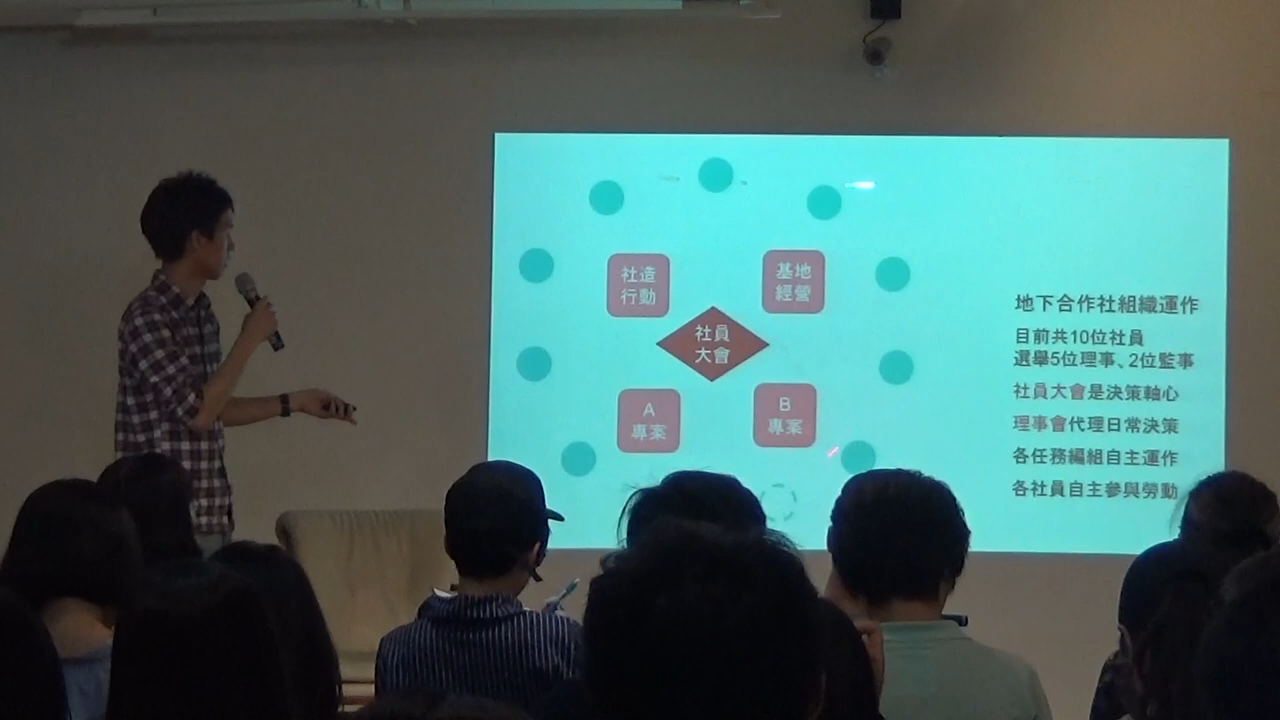 社造
行動
基地
經營
社員
大會
A
專案
B
專案
地下合作社組織運作
目前共10位社員
選舉5位理事、2位監事
社員大會是決策軸心
理事會代理日常決策
各任務編組自主運作
各社員自主參與勞動